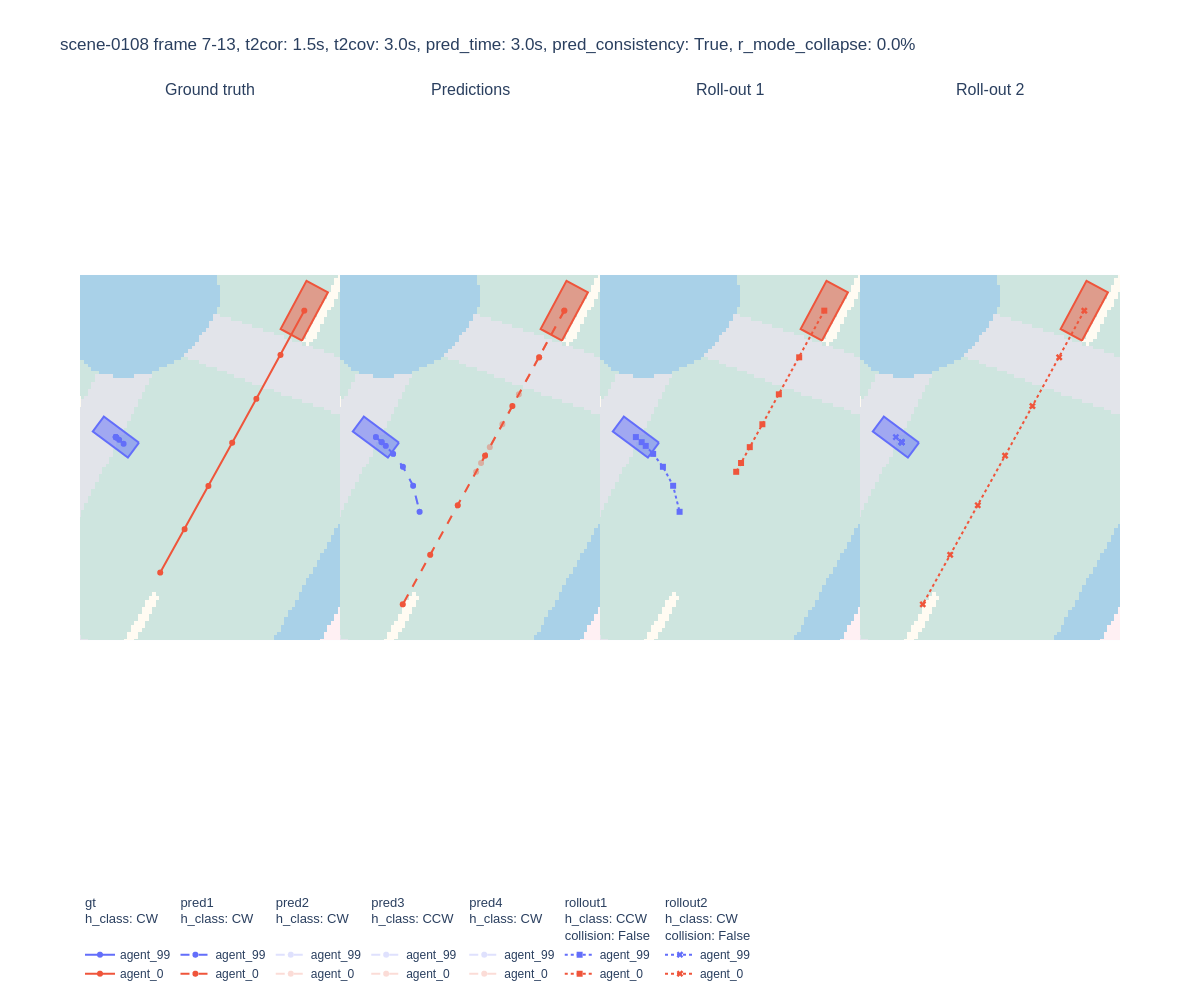 scene-0108 frame 7-13, t2cor: 1.5s, t2cov: 3.0s, pred_time: 3.0s, pred_consistency: True, r_mode_collapse: 0.0%
Ground truth Predictions Roll-out 1 Roll-out 2
gt pred1 pred2 pred3 pred4 rollout1 rollout2
h_class: CW h_class: CW h_class: CW h_class: CCW h_class: CW h_class: CCW h_class: CW
collision: False collision: False
agent_99 agent_99 agent_99 agent_99 agent_99 agent_99 agent_99
agent_0 agent_0 agent_0 agent_0 agent_0 agent_0 agent_0